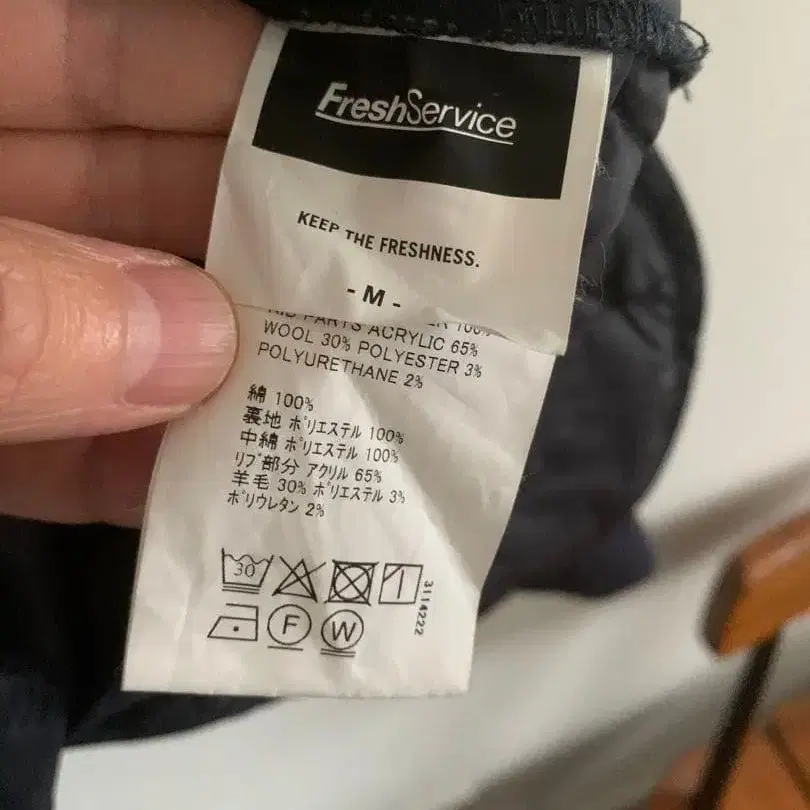 FreshService
KEEP THE FRESHNESS.
- M -
PARTS ACRYLIC 65%
WOOL 30% POLYESTER 3%
POLYURETHANE 2%
綿 100%
裏地 ポリエステル 100%
中綿 ポリエステル 100%
リブ部分 アクリル 65%
羊毛 30% ポリエステル 3%
ポリウレタン 2%
30
3114222
F W